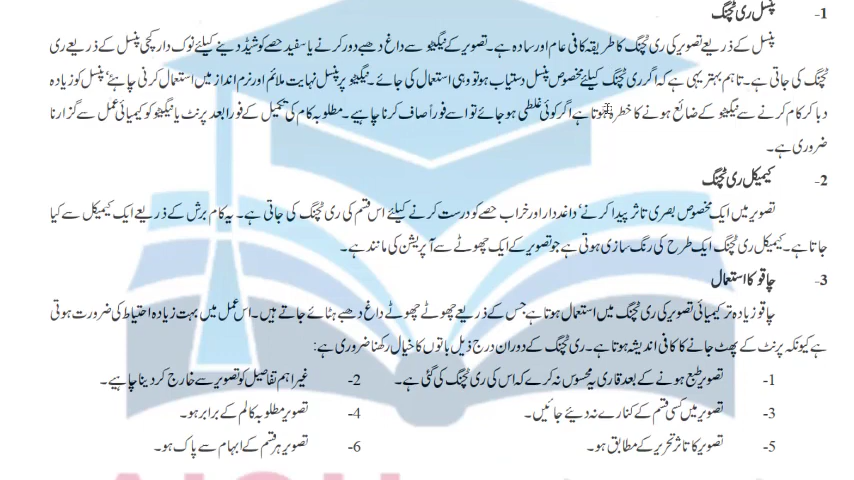 1- پنسل ری ٹچنگ
پنسل کے ذریعے تصویر کی ری ٹچنگ کا طریقہ کافی عام اور سادہ ہے۔ تصویر کے نیگیٹو سے داغ دھبے دور کرنے یا سفید حصے کو شیڈ دینے کیلئے نوک دار کچی پنسل کے ذریعے ری
ٹچنگ کی جاتی ہے۔ تاہم بہتر یہی ہے کہ اگر ری ٹچنگ کیلئے مخصوص پنسل دستیاب ہو تو وہی استعمال کی جائے۔ نیگیٹو پر پنسل نہایت ملائم اور نرم انداز میں استعمال کرنی چاہئے‘ پنسل کو زیادہ
دبا کر کام کرنے سے نیگیٹو کے ضائع ہونے کا خطرہ ہوتا ہے اگر کوئی غلطی ہو جائے تو اسے فوراً صاف کرنا چاہیے۔ مطلوبہ کام کی تکمیل کے فوراً بعد پرنٹ یا نیگیٹو کو کیمیائی عمل سے گزارنا
ضروری ہے۔
2- کیمیکل ری ٹچنگ
تصویر میں ایک مخصوص بصری تاثر پیدا کرنے‘ داغدار اور خراب حصے کو درست کرنے کیلئے اس قسم کی ری ٹچنگ کی جاتی ہے۔ یہ کام برش کے ذریعے ایک کیمیکل سے کیا
جاتا ہے۔ کیمیکل ری ٹچنگ ایک طرح کی رنگ سازی ہوتی ہے جو تصویر کے ایک چھوٹے سے آپریشن کی مانند ہے۔
3- چاقو کا استعمال
چاقو زیادہ تر کیمیائی تصویر کی ری ٹچنگ میں استعمال ہوتا ہے جس کے ذریعے چھوٹے چھوٹے داغ دھبے ہٹائے جاتے ہیں۔ اس عمل میں بہت زیادہ احتیاط کی ضرورت ہوتی
ہے کیونکہ پرنٹ کے پھٹ جانے کا کافی اندیشہ ہوتا ہے۔ ری ٹچنگ کے دوران درج ذیل باتوں کا خیال رکھنا ضروری ہے:
1- تصویر طبع ہونے کے بعد قاری یہ محسوس نہ کرے کہ اس کی ری ٹچنگ کی گئی ہے۔ 2- غیر اہم تفاصیل کو تصویر سے خارج کر دینا چاہیے۔
3- تصویر میں کسی قسم کے کنارے نہ دیئے جائیں۔ 4- تصویر مطلوبہ کالم کے برابر ہو۔
5- تصویر کا تاثر تحریر کے مطابق ہو۔ 6- تصویر ہر قسم کے ابہام سے پاک ہو۔